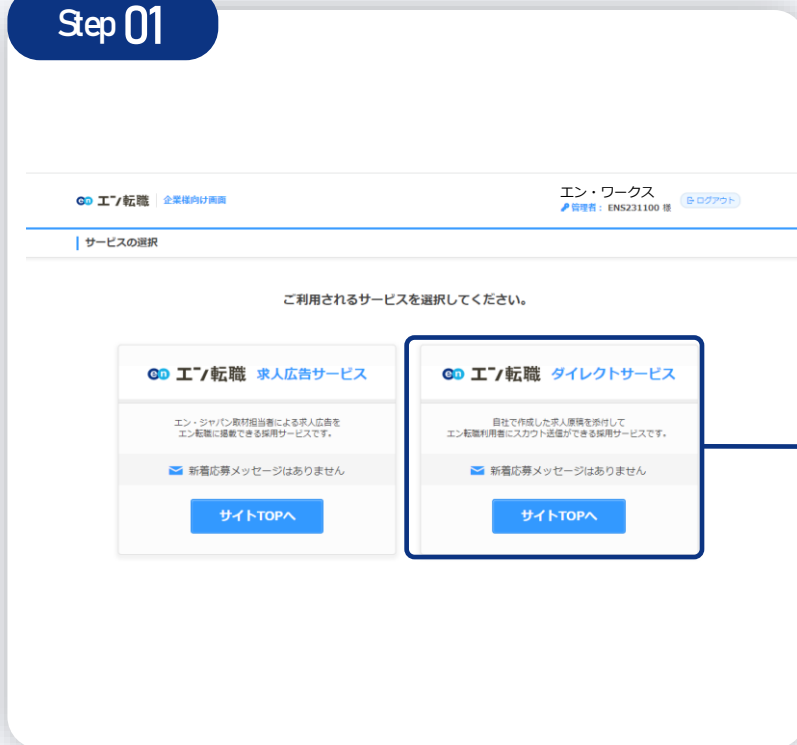 Step 01
en エン転職 企業様向け画面
エン・ワークス
管理者： ENS231100 様
ログアウト
サービスの選択
ご利用されるサービスを選択してください。
en エン転職 求人広告サービス
エン・ジャパン取材担当者による求人広告を
エン転職に掲載できる採用サービスです。
新着応募メッセージはありません
サイトTOPへ
en エン転職 ダイレクトサービス
自社で作成した求人原稿を添付して
エン転職利用者にスカウト送信ができる採用サービスです。
新着応募メッセージはありません
サイトTOPへ